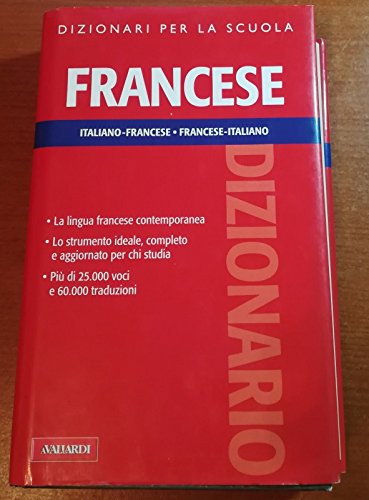 DIZIONARI PER LA SCUOLA
FRANCESE
ITALIANO-FRANCESE • FRANCESE-ITALIANO
DIZIONARIO
• La lingua francese contemporanea
• Lo strumento ideale, completo
e aggiornato per chi studia
• Più di 25.000 voci
e 60.000 traduzioni
A.VALLARDI